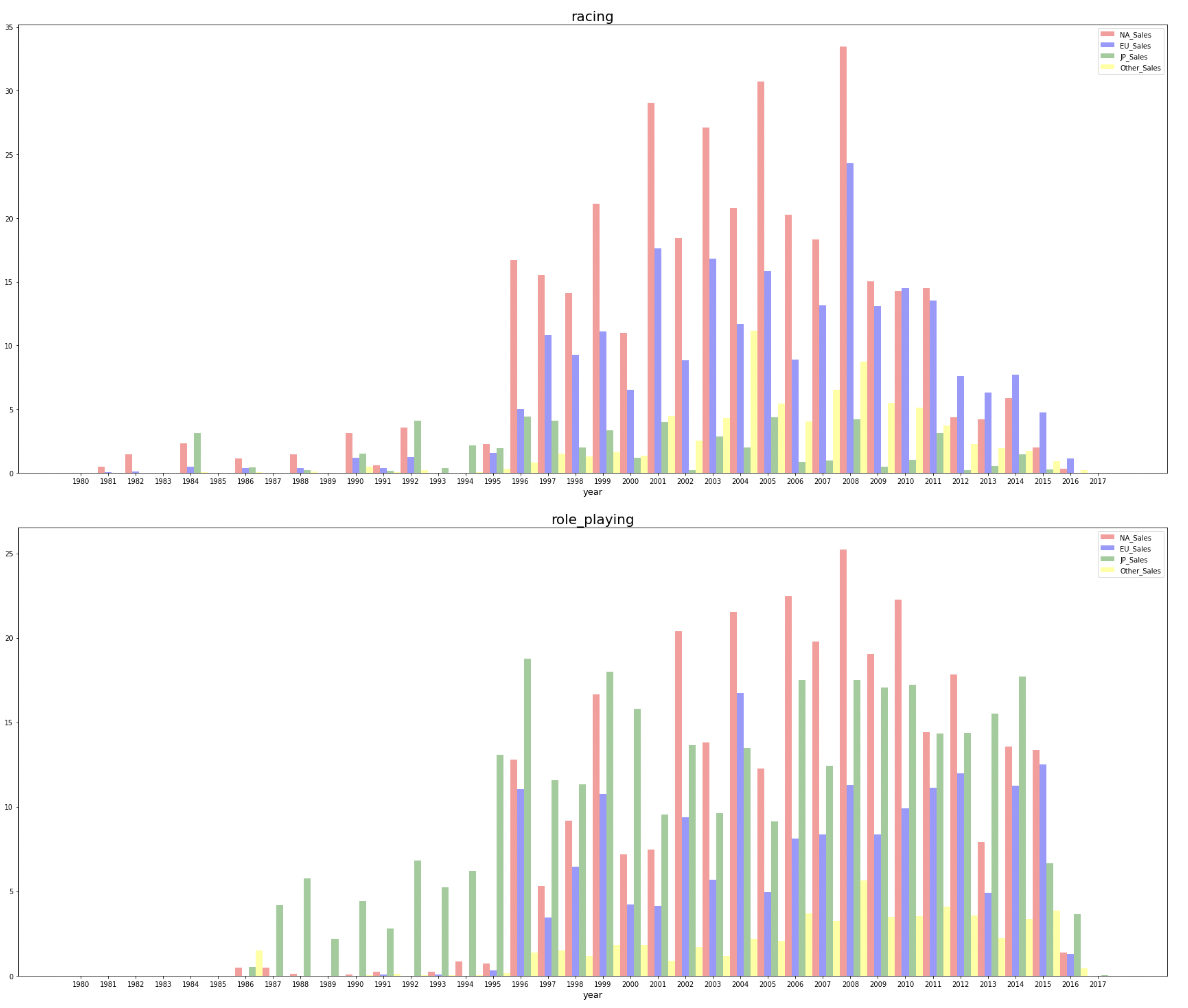 racing
35
30
25
20
15
10
5
0
NA_Sales
EU_Sales
JP_Sales
Other_Sales
1980 1981 1982 1983 1984 1985 1986 1987 1988 1989 1990 1991 1992 1993 1994 1995 1996 1997 1998 1999 2000 2001 2002 2003 2004 2005 2006 2007 2008 2009 2010 2011 2012 2013 2014 2015 2016 2017
year
role_playing
25
20
15
10
5
0
NA_Sales
EU_Sales
JP_Sales
Other_Sales
1980 1981 1982 1983 1984 1985 1986 1987 1988 1989 1990 1991 1992 1993 1994 1995 1996 1997 1998 1999 2000 2001 2002 2003 2004 2005 2006 2007 2008 2009 2010 2011 2012 2013 2014 2015 2016 2017
year